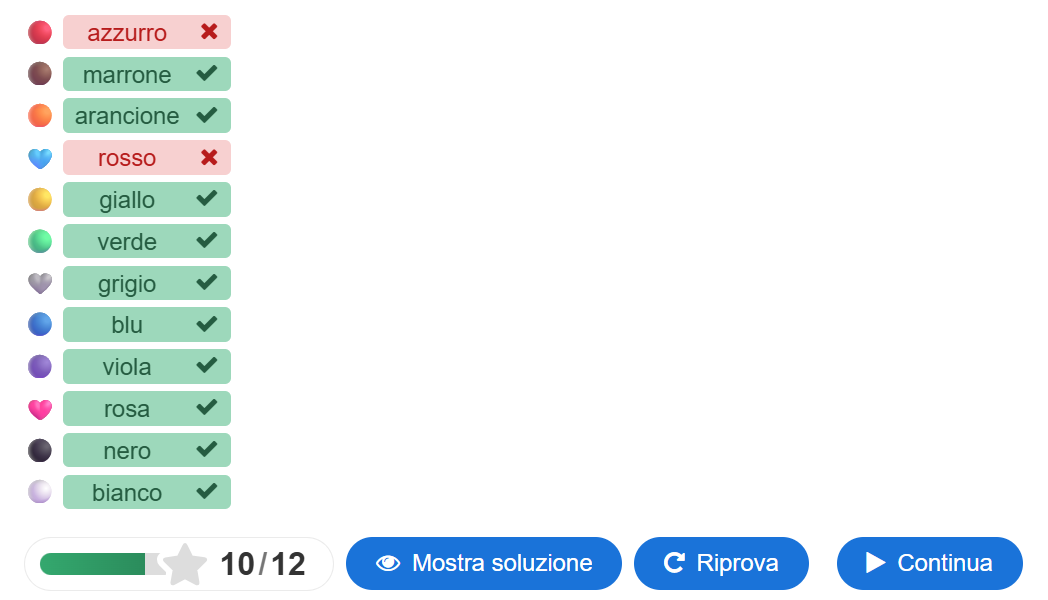 azzurro
marrone
arancione
rosso
giallo
verde
grigio
blu
viola
rosa
nero
bianco
10/12 Mostra soluzione Riprova Continua